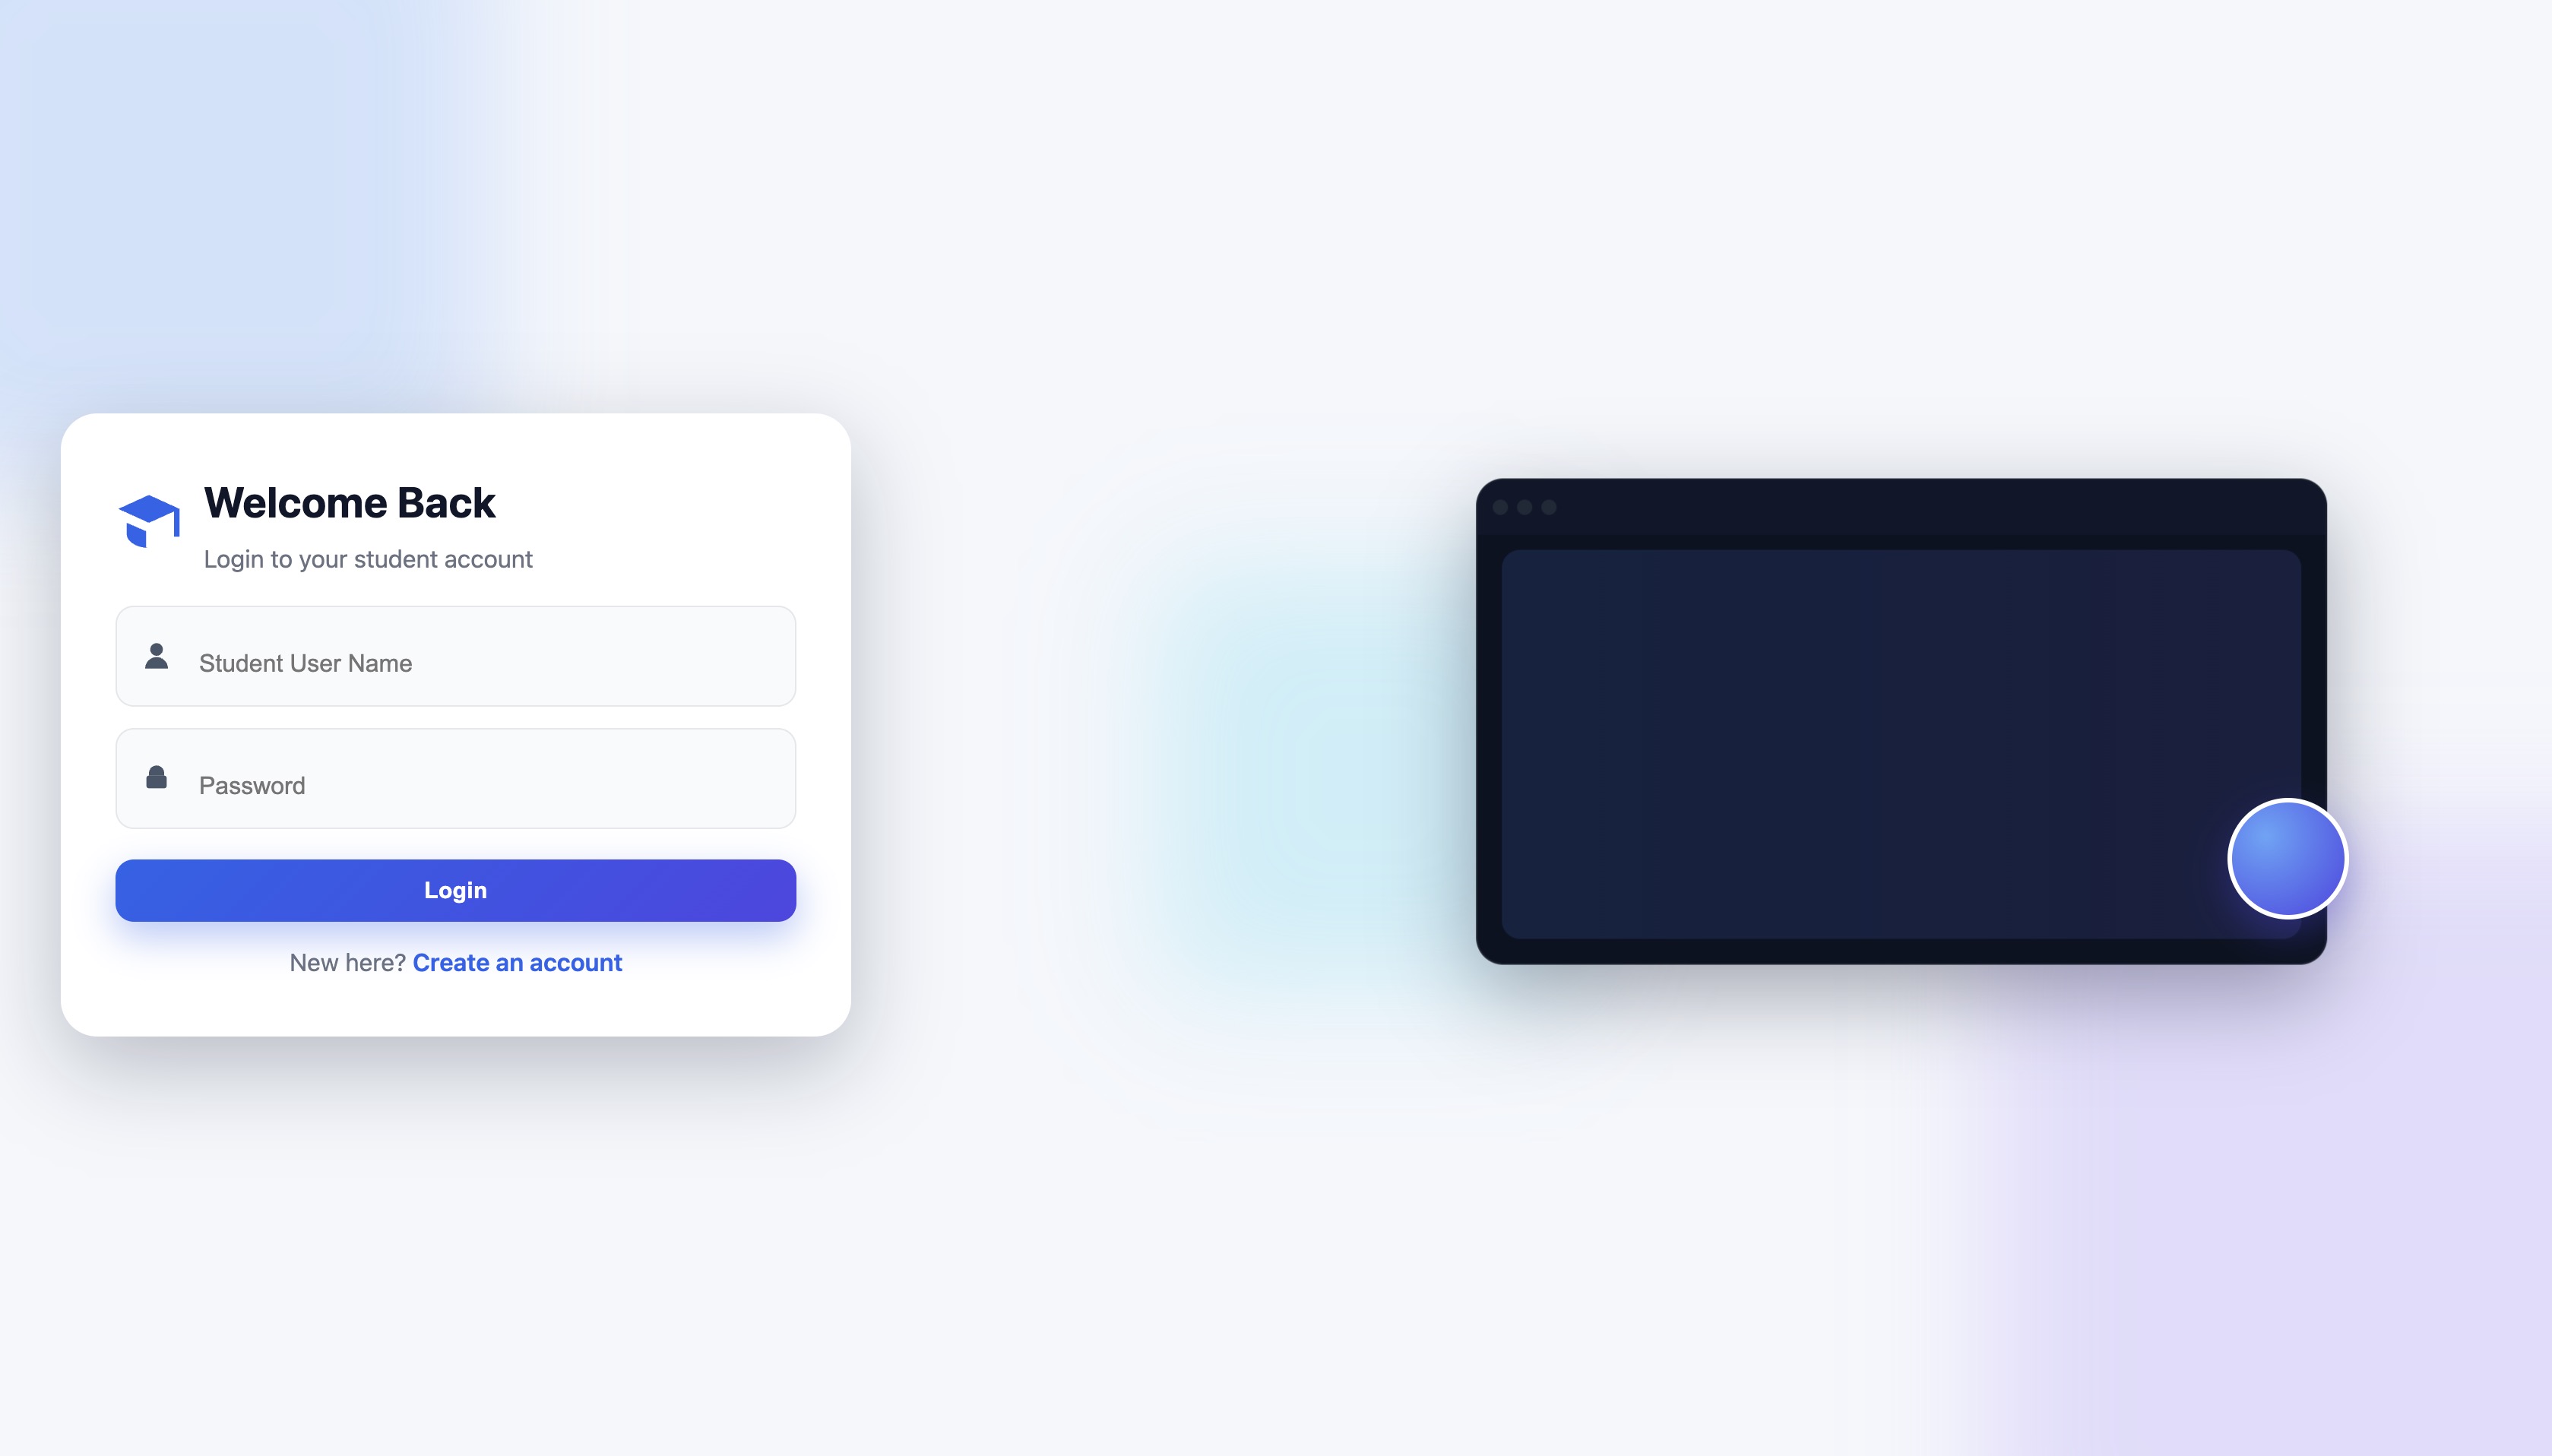 Welcome Back
Login to your student account
Student User Name
Password
Login
New here? Create an account